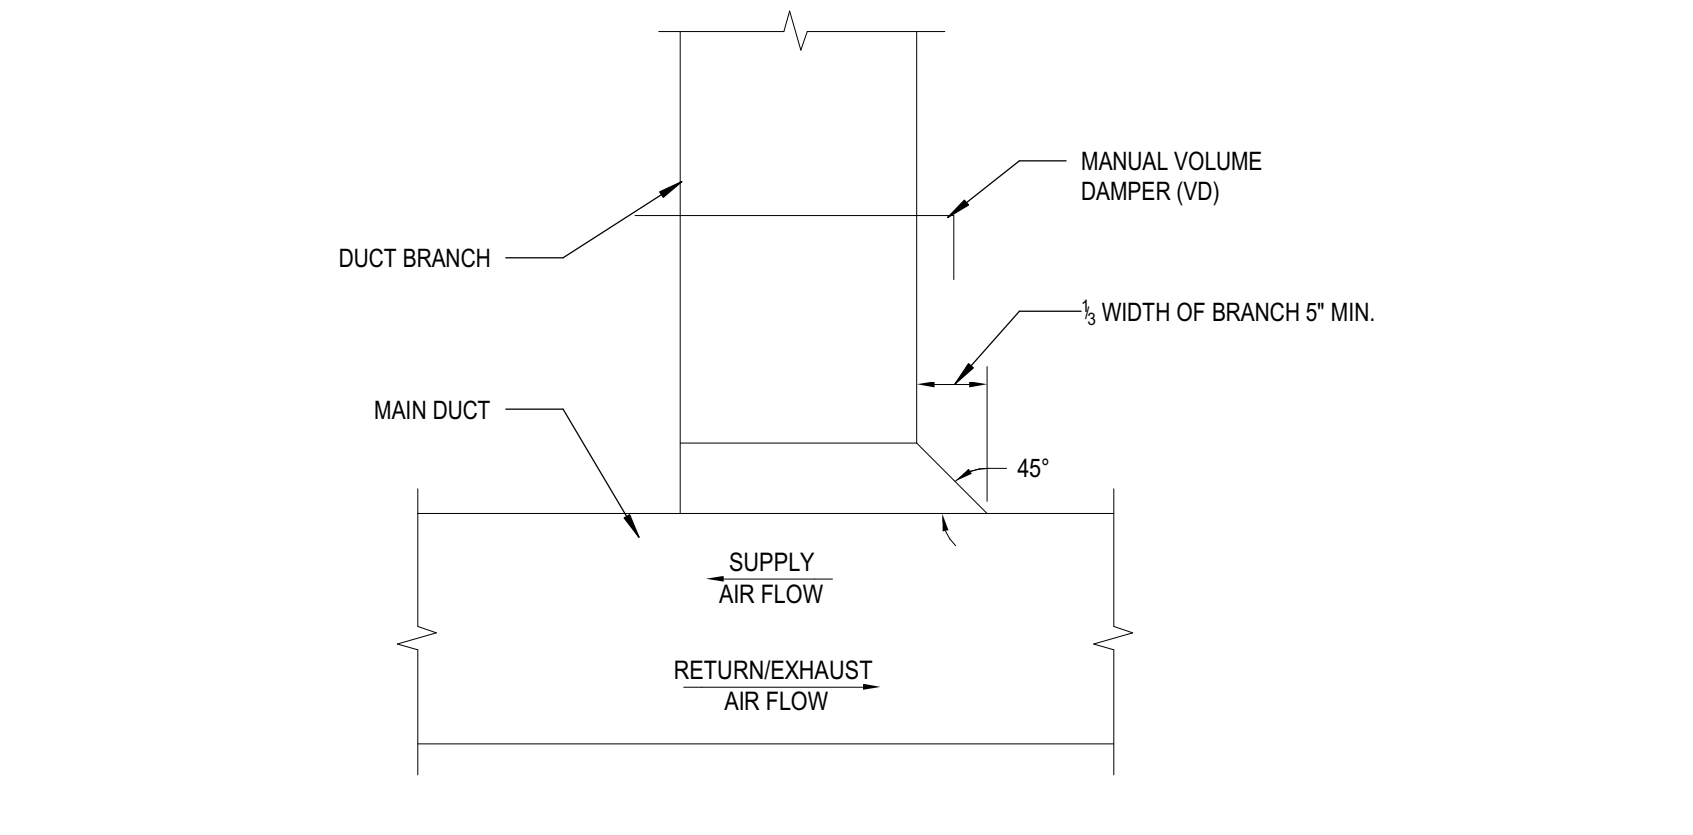 MANUAL VOLUME
DAMPER (VD)
DUCT BRANCH
1/3 WIDTH OF BRANCH 5" MIN.
MAIN DUCT
45°
SUPPLY
AIR FLOW
RETURN/EXHAUST
AIR FLOW